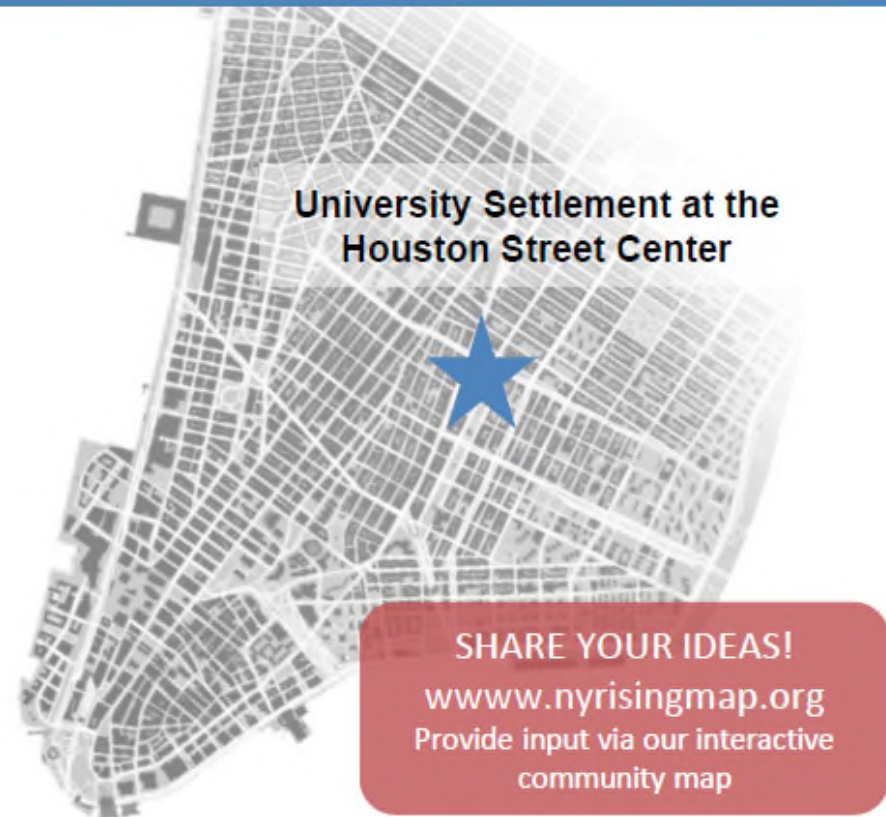 University Settlement at the
Houston Street Center
SHARE YOUR IDEAS!
wwww.nyrisingmap.org
Provide input via our interactive
community map